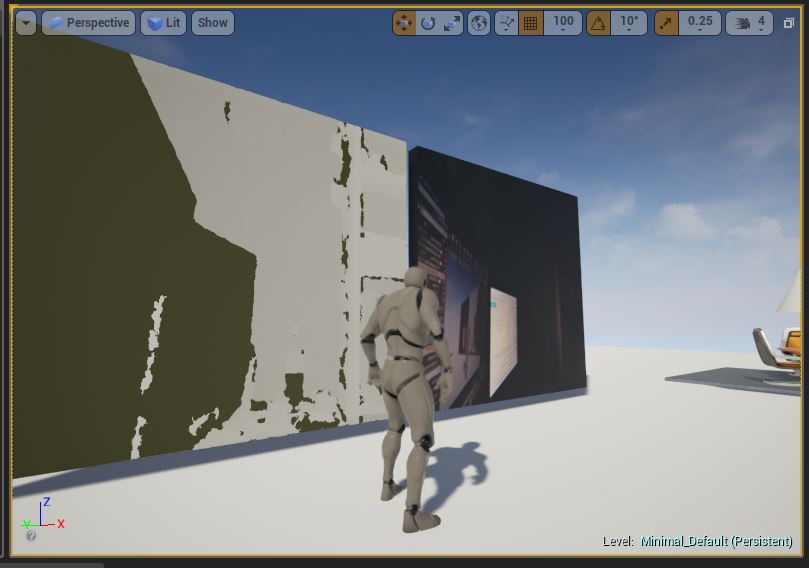 Perspective Lit Show 100 10° 0.25 4
Z
Y X
Level: Minimal_Default (Persistent)